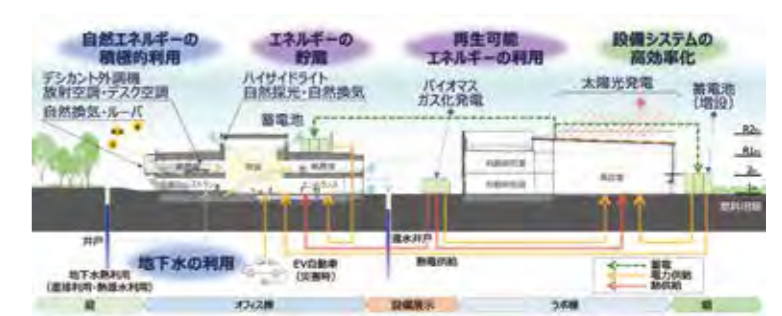 自然エネルギーの
積極的利用
エネルギーの
貯蔵
再生可能
エネルギーの利用
設備システムの
高効率化
デシカント外調機
放射空調・デスク空調
自然換気・ルーバ
ハイサイドライト
自然採光・自然換気
蓄電池
バイオマス
ガス化発電
太陽光発電
蓄電池
(増設)
井戸
地下水の利用
地下水熱利用
(直接利用・熱源水利用)
EV自動車
(災害時)
還水井戸
熱電供給
蓄電
電力供給
熱供給
庭
オフィス棟
設備展示
ラボ棟